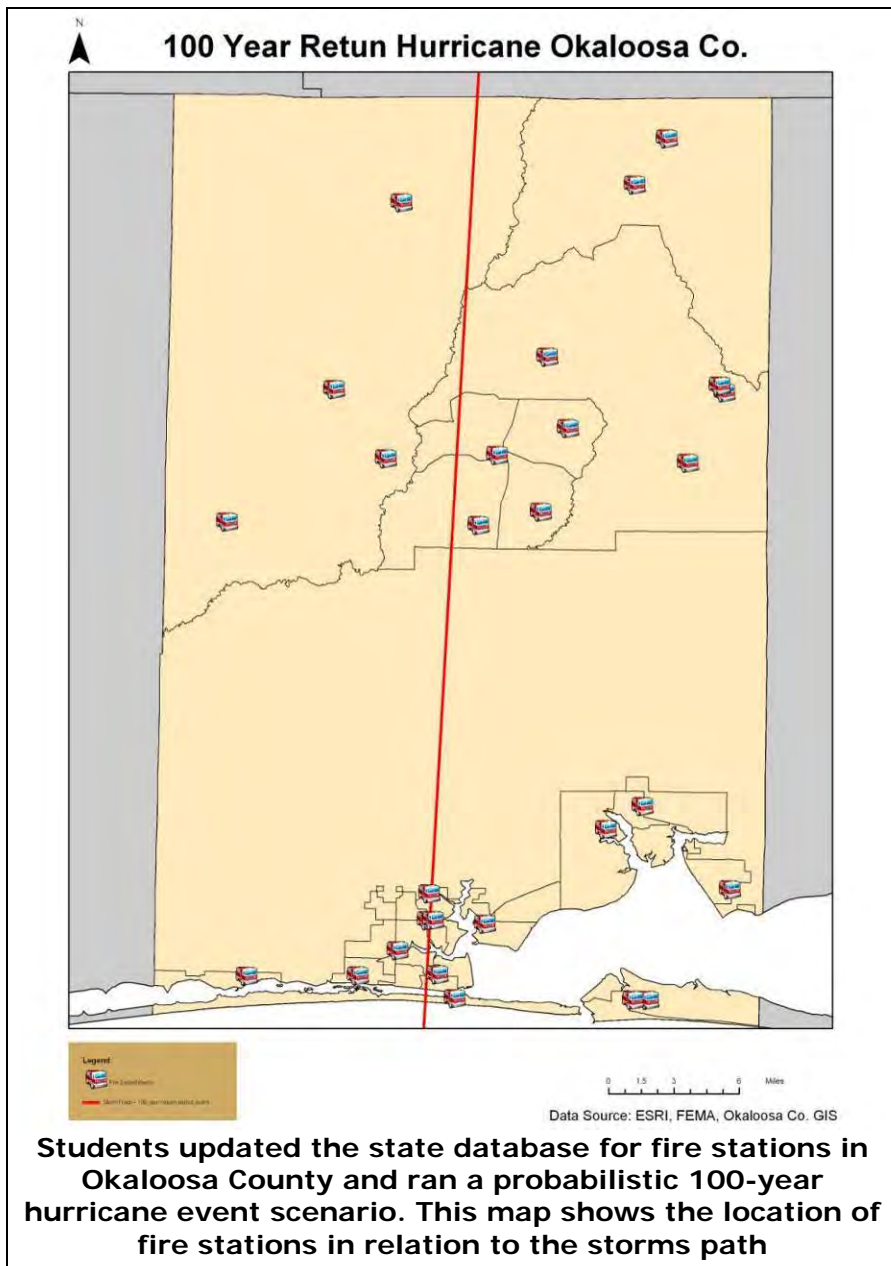 N
100 Year Retun Hurricane Okaloosa Co.
Legend
Fire Departments
0 1.5 3 6 Miles
Data Source: ESRI, FEMA, Okaloosa Co. GIS
Students updated the state database for fire stations in
Okaloosa County and ran a probabilistic 100-year
hurricane event scenario. This map shows the location of
fire stations in relation to the storms path